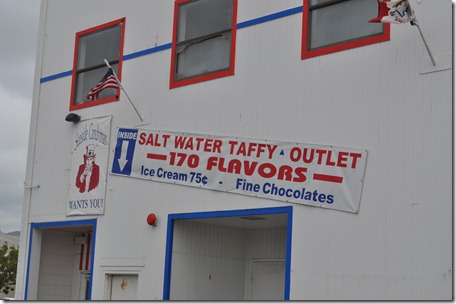 INSIDE
SALT WATER TAFFY OUTLET
170 FLAVORS
Ice Cream 75¢ - Fine Chocolates
WANTS YOU!